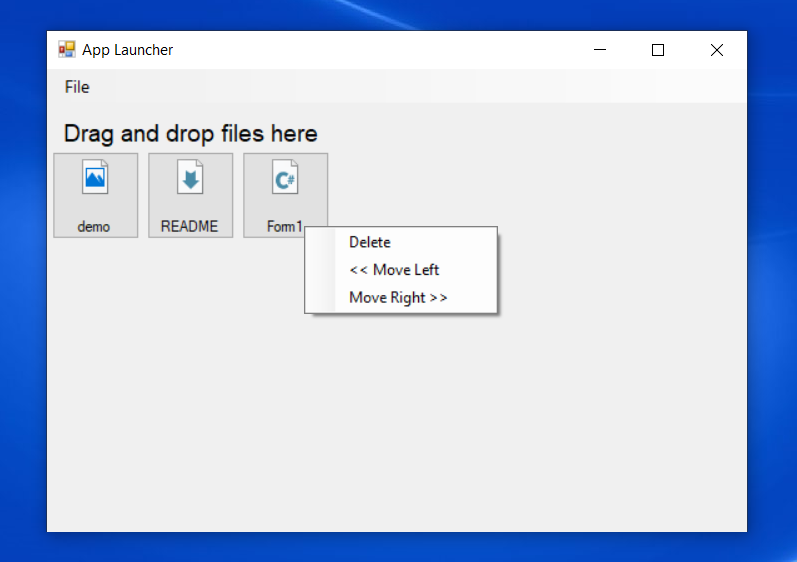 App Launcher
File
Drag and drop files here
demo README C# Form1
Delete
<< Move Left
Move Right >>